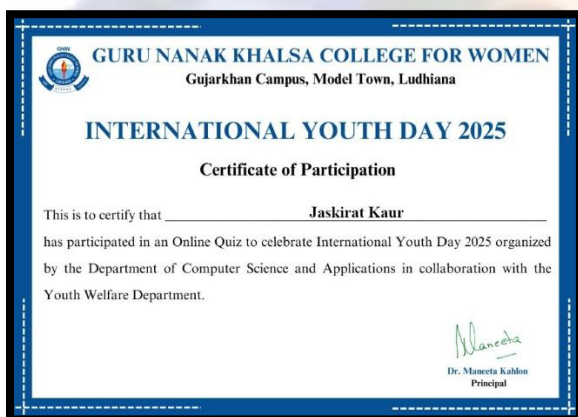 GURU NANAK KHALSA COLLEGE FOR WOMEN
Gujarkhan Campus, Model Town, Ludhiana
INTERNATIONAL YOUTH DAY 2025
Certificate of Participation
This is to certify that Jaskirat Kaur
has participated in an Online Quiz to celebrate International Youth Day 2025 organized
by the Department of Computer Science and Applications in collaboration with the
Youth Welfare Department.
Maneeta
Dr. Maneeta Kahlon
Principal